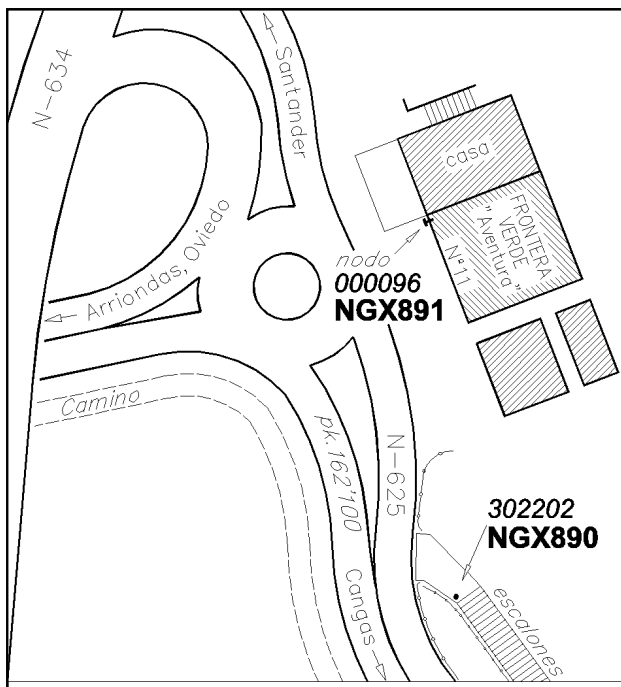 N-634
Santander
casa
FRONTERA
VERDE
"Aventura"
Nº11
Arriondas, Oviedo
nodo
000096
NGX891
Camino
pk.162'100
N-625
302202
NGX890
Cangas
escalones